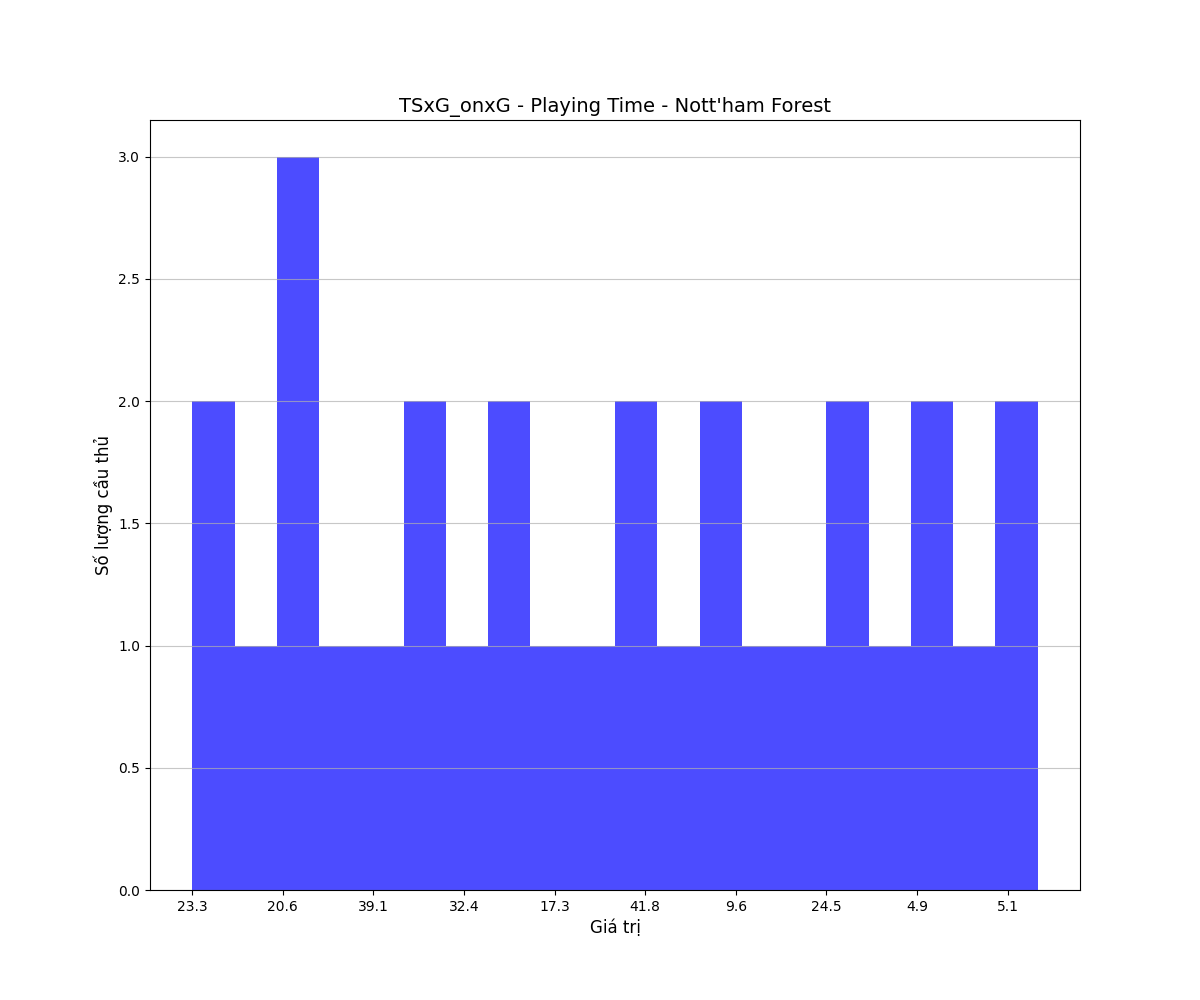 TSxG_onxG - Playing Time - Nott'ham Forest
Số lượng cầu thủ
3.0
2.5
2.0
1.5
1.0
0.5
0.0
23.3 20.6 39.1 32.4 17.3 41.8 9.6 24.5 4.9 5.1
Giá trị